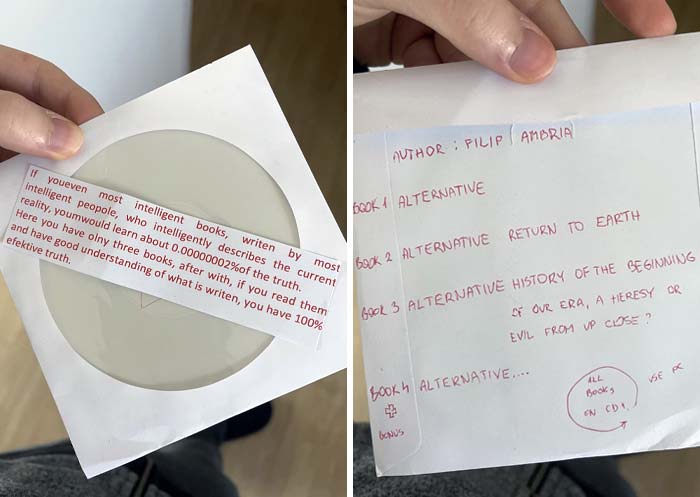 If youeven most intelligent books, writen by most
intelligent peopole, who intelligently describes the current
reality, youmwould learn about 0.00000002%of the truth.
Here you have olny three books, after with, if you read them
and have good understanding of what is writen, you have 100%
efektive truth.
AUTHOR : FILIP AMBRIA
BOOK 1 ALTERNATIVE
BOOK 2 ALTERNATIVE RETURN TO EARTH
BOOK 3 ALTERNATIVE HISTORY OF THE BEGINNING
OF OUR ERA, A HERESY OR
EVIL FROM UP CLOSE?
BOOK 4 ALTERNATIVE....
+
BONUS
ALL
BOOKS
ON CD1
USE PC